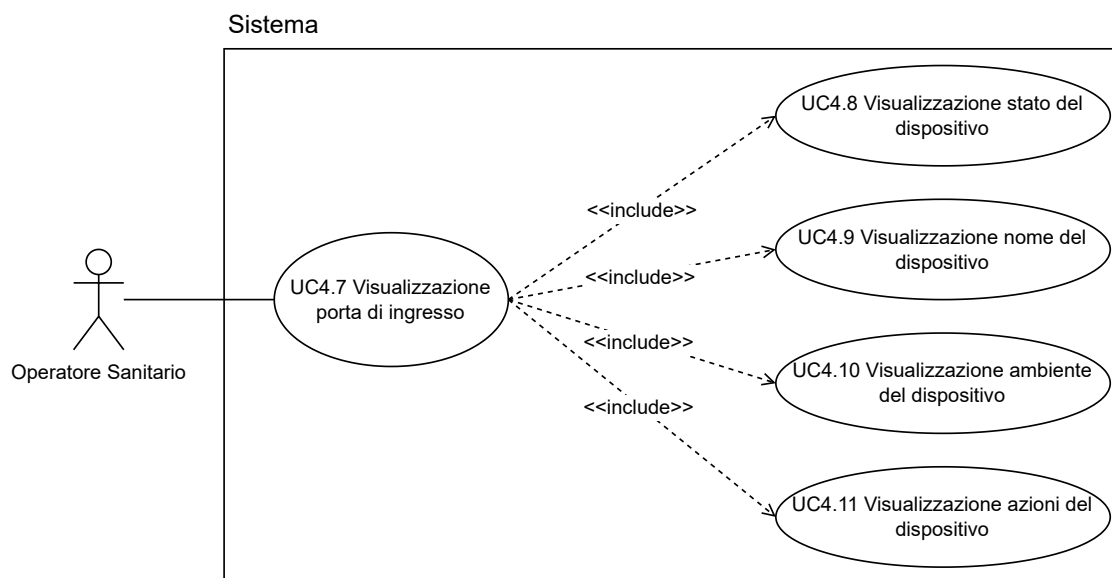 Sistema
UC4.8 Visualizzazione stato del
dispositivo
<<include>>
UC4.9 Visualizzazione nome del
dispositivo
<<include>>
UC4.7 Visualizzazione
porta di ingresso
<<include>>
Operatore Sanitario
UC4.10 Visualizzazione ambiente
del dispositivo
<<include>>
UC4.11 Visualizzazione azioni del
dispositivo